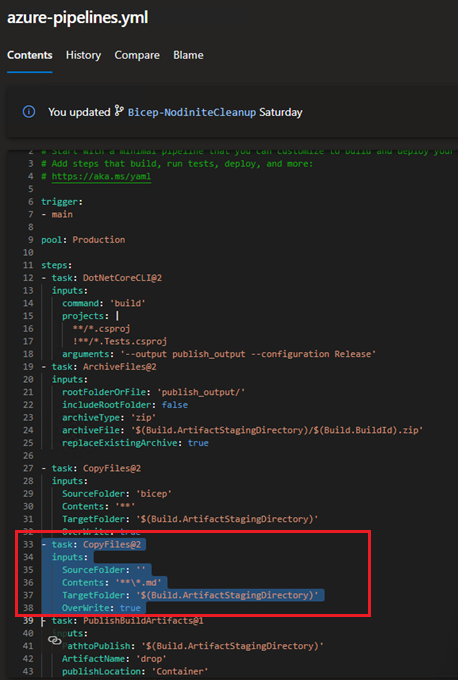 azure-pipelines.yml
Contents History Compare Blame
You updated Bicep-NodiniteCleanup Saturday
2 # Start with a minimal pipeline that you can customize to build and deploy your
3 # Add steps that build, run tests, deploy, and more:
4 # https://aka.ms/yaml
5
6 trigger:
7 - main
8
9 pool: Production
10
11 steps:
12 - task: DotNetCoreCLI@2
13 inputs:
14 command: 'build'
15 projects: |
16 **/*.csproj
17 !**/*.Tests.csproj
18 arguments: '--output publish_output --configuration Release'
19 - task: ArchiveFiles@2
20 inputs:
21 rootFolderOrFile: 'publish_output/'
22 includeRootFolder: false
23 archiveType: 'zip'
24 archiveFile: '$(Build.ArtifactStagingDirectory)/$(Build.BuildId).zip'
25 replaceExistingArchive: true
26
27 - task: CopyFiles@2
28 inputs:
29 SourceFolder: 'bicep'
30 Contents: '**'
31 TargetFolder: '$(Build.ArtifactStagingDirectory)'
32 OverWrite: true
33 - task: CopyFiles@2
34 inputs:
35 SourceFolder: ''
36 Contents: '**\*.md'
37 TargetFolder: '$(Build.ArtifactStagingDirectory)'
38 OverWrite: true
39 - task: PublishBuildArtifacts@1
40 inputs:
41 PathtoPublish: '$(Build.ArtifactStagingDirectory)'
42 ArtifactName: 'drop'
43 publishLocation: 'Container'